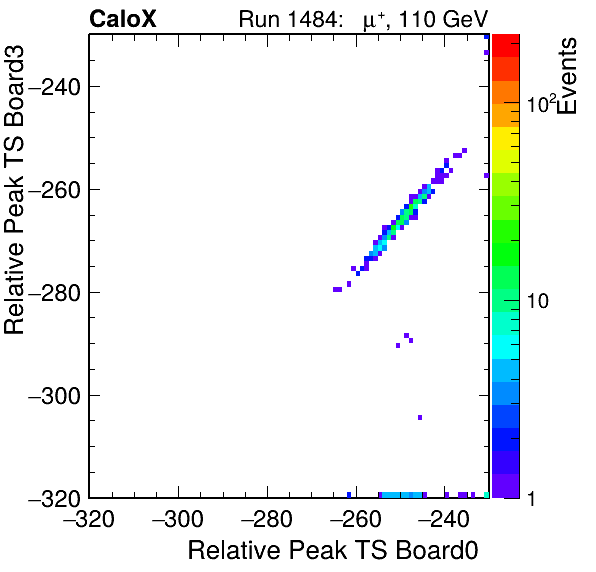 CaloX Run 1484: μ⁺, 110 GeV
Relative Peak TS Board3
−240
−260
−280
−300
−320
−320 −300 −280 −260 −240
Relative Peak TS Board0
Events
10²
10
1